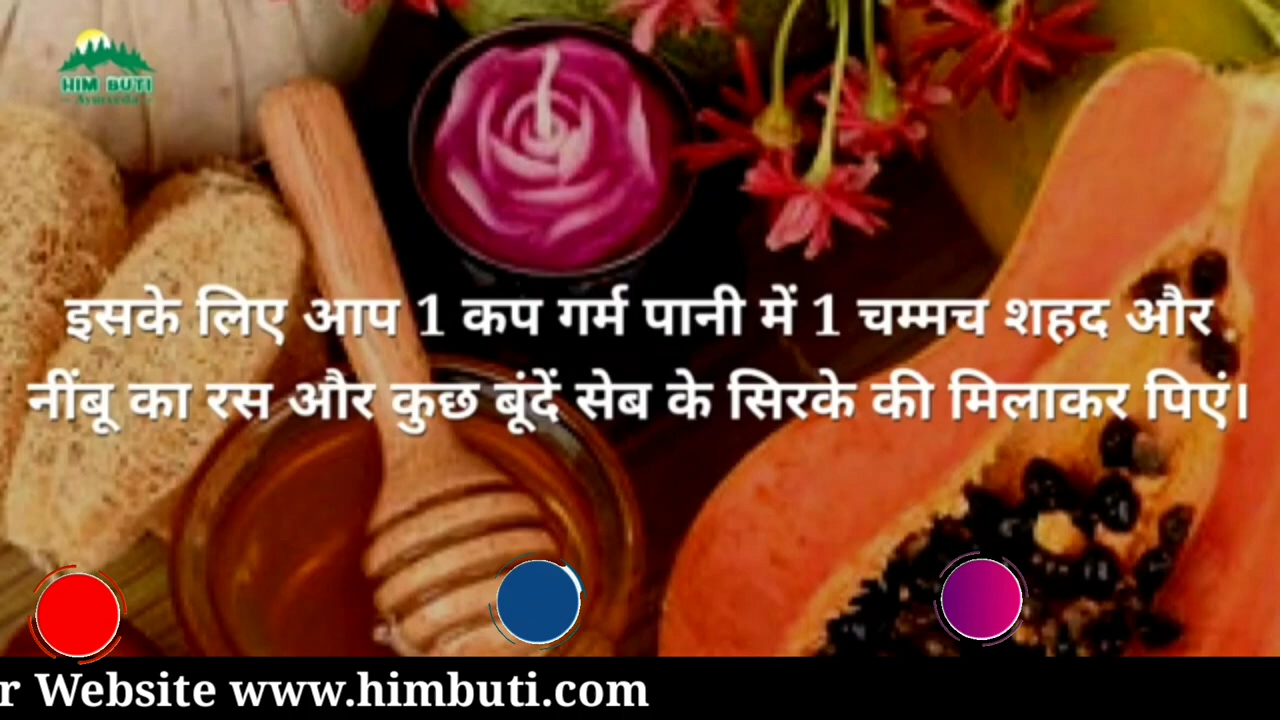 HIM BUTI
Ayurveda
इसके लिए आप 1 कप गर्म पानी में 1 चम्मच शहद और
नींबू का रस और कुछ बूंदें सेब के सिरके की मिलाकर पिएं।
r Website www.himbuti.com